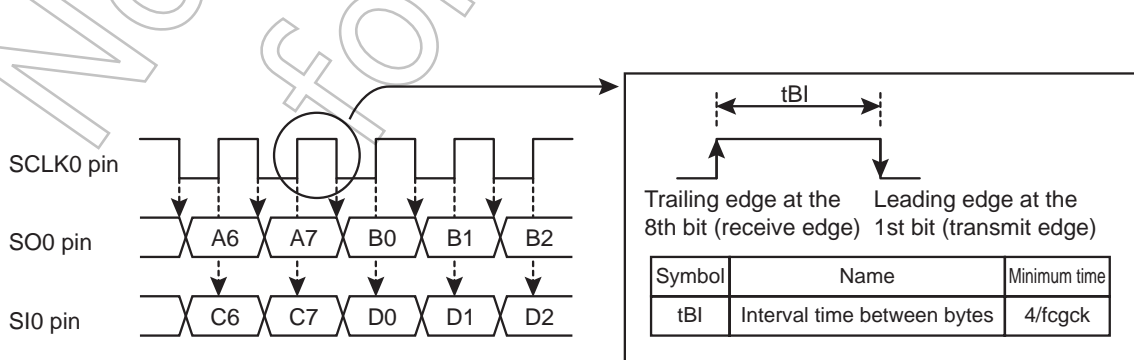 SCLK0 pin
SO0 pin
A6 A7 B0 B1 B2
SI0 pin
C6 C7 D0 D1 D2
tBI
Trailing edge at the
8th bit (receive edge)
Leading edge at the
1st bit (transmit edge)
Symbol Name Minimum time
tBI Interval time between bytes 4/fcgck